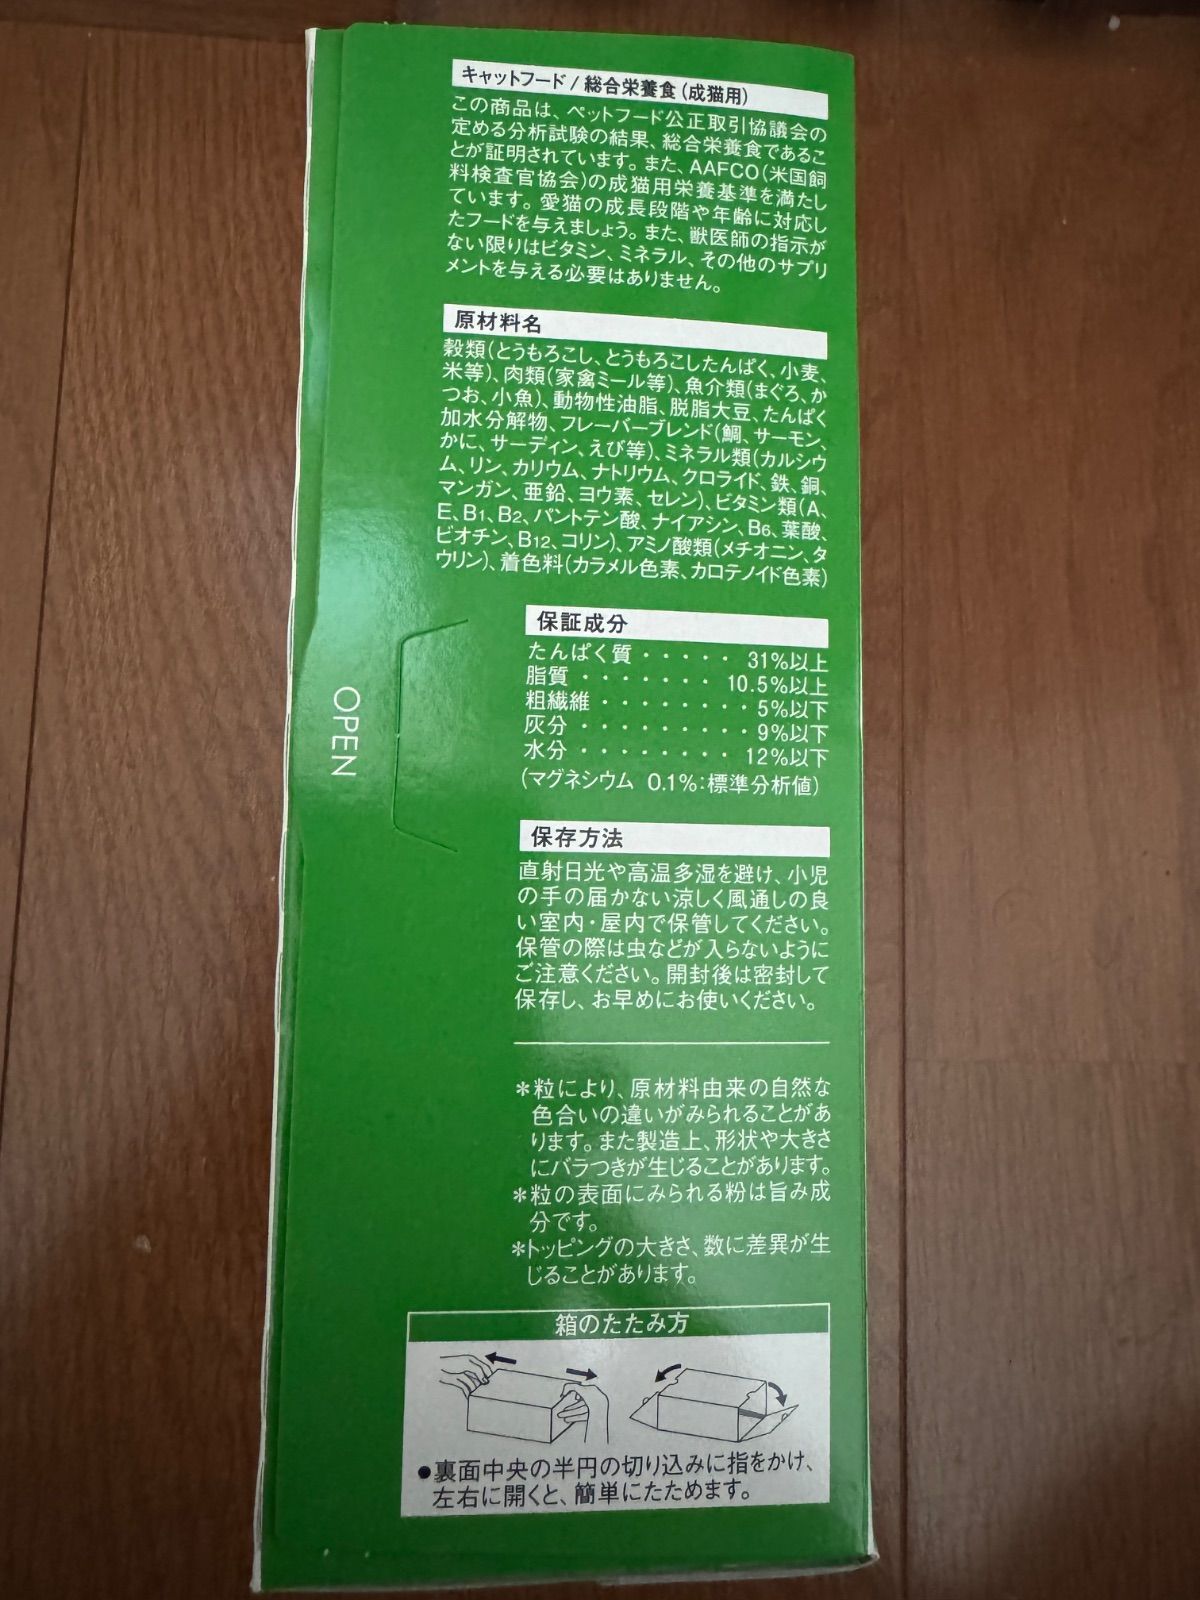 キャットフード/総合栄養食(成猫用)
この商品は、ペットフード公正取引協議会の
定める分析試験の結果、総合栄養食であるこ
とが証明されています。また、AAFCO(米国飼
料検査官協会)の成猫用栄養基準を満たし
ています。愛猫の成長段階や年齢に対応し
たフードを与えましょう。また、獣医師の指示が
ない限りはビタミン、ミネラル、その他のサプリ
メントを与える必要はありません。
原材料名
穀類(とうもろこし、とうもろこしたんぱく、小麦、
米等)、肉類(家禽ミール等)、魚介類(まぐろ、か
つお、小魚)、動物性油脂、脱脂大豆、たんぱく
加水分解物、フレーバーブレンド(鯛、サーモン、
かに、サーディン、えび等)、ミネラル類(カルシウ
ム、リン、カリウム、ナトリウム、クロライド、鉄、銅、
マンガン、亜鉛、ヨウ素、セレン)、ビタミン類(A、
E、B1、B2、パントテン酸、ナイアシン、B6、葉酸、
ビオチン、B12、コリン)、アミノ酸類(メチオニン、タ
ウリン)、着色料(カラメル色素、カロテノイド色素)
保証成分
たんぱく質・・・・・31%以上
脂質・・・・・・・10.5%以上
粗繊維・・・・・・・・5%以下
灰分・・・・・・・・・9%以下
水分・・・・・・・・12%以下
(マグネシウム 0.1%:標準分析値)
OPEN
保存方法
直射日光や高温多湿を避け、小児
の手の届かない涼しく風通しの良
い室内・屋内で保管してください。
保管の際は虫などが入らないように
ご注意ください。開封後は密封して
保存し、お早めにお使いください。
*粒により、原材料由来の自然な
色合いの違いがみられることがあ
ります。また製造上、形状や大きさ
にバラつきが生じることがあります。
*粒の表面にみられる粉は旨み成
分です。
*トッピングの大きさ、数に差異が生
じることがあります。
箱のたたみ方
●裏面中央の半円の切り込みに指をかけ、
左右に開くと、簡単にたためます。